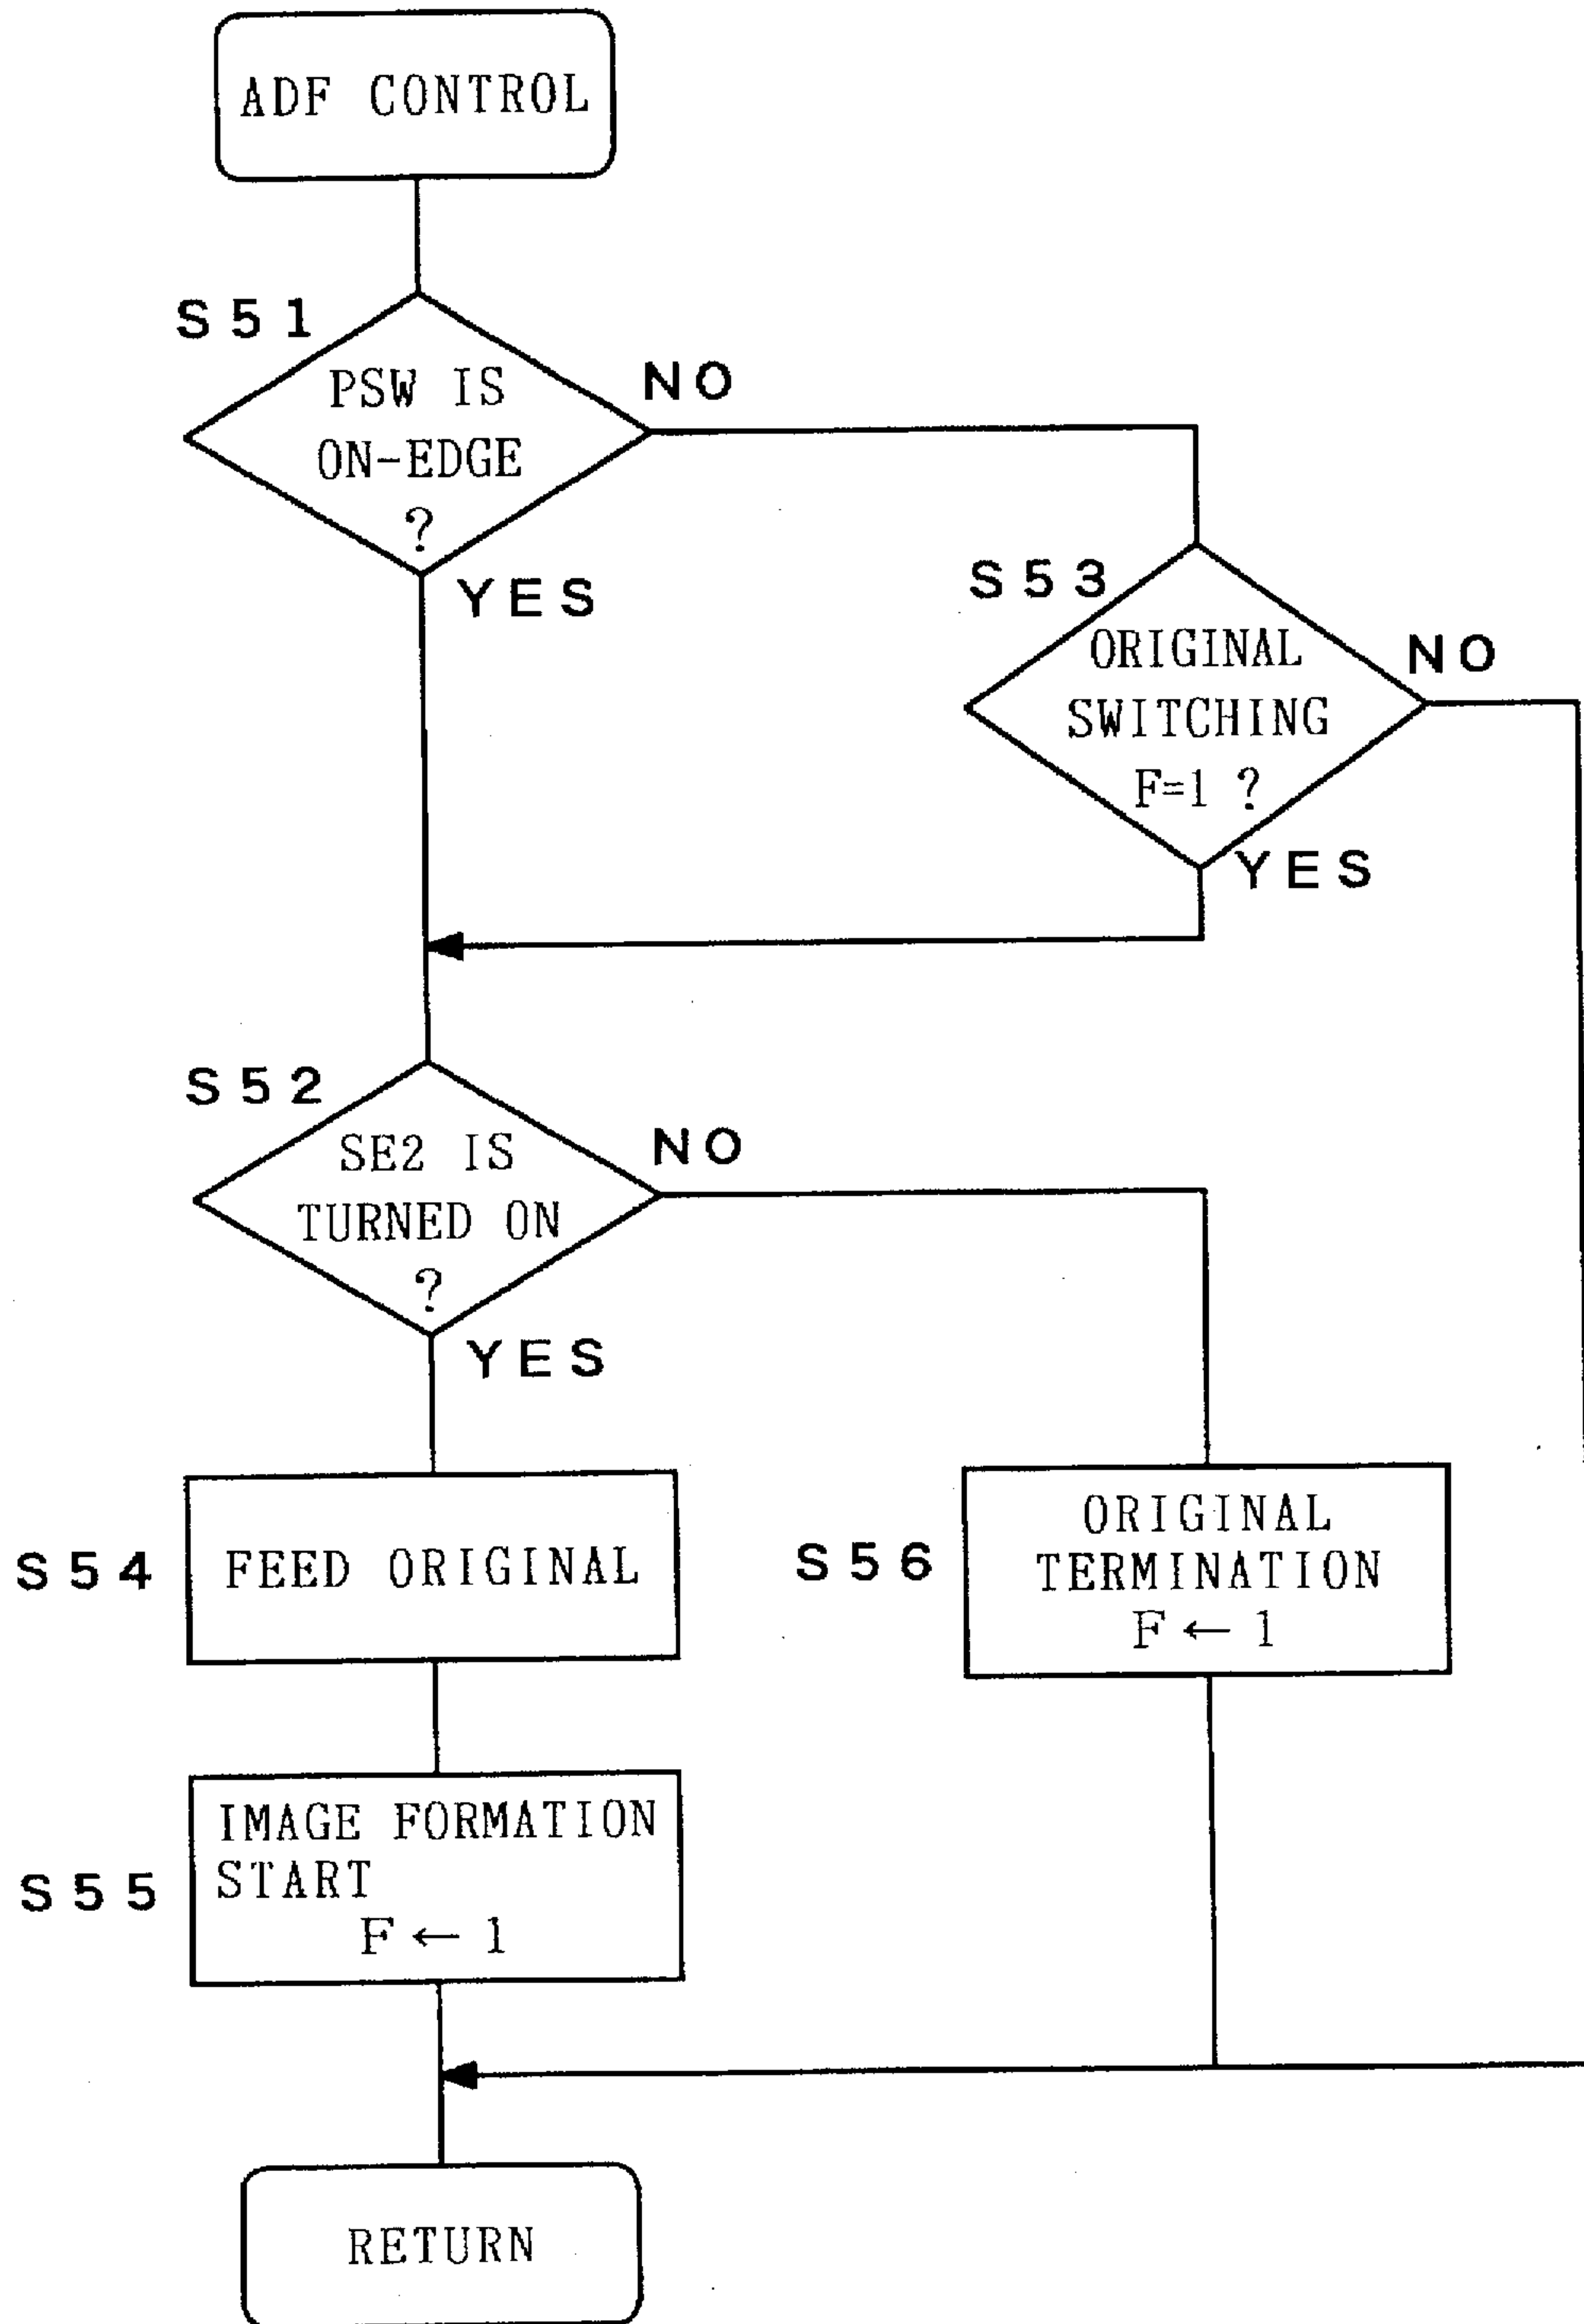 ADF CONTROL
S51
PSW IS
ON-EDGE
?
NO
YES
S53
ORIGINAL
SWITCHING
F=1 ?
NO
YES
S52
SE2 IS
TURNED ON
?
NO
YES
S54
FEED ORIGINAL
S56
ORIGINAL
TERMINATION
F ← 1
S55
IMAGE FORMATION
START
F ← 1
RETURN